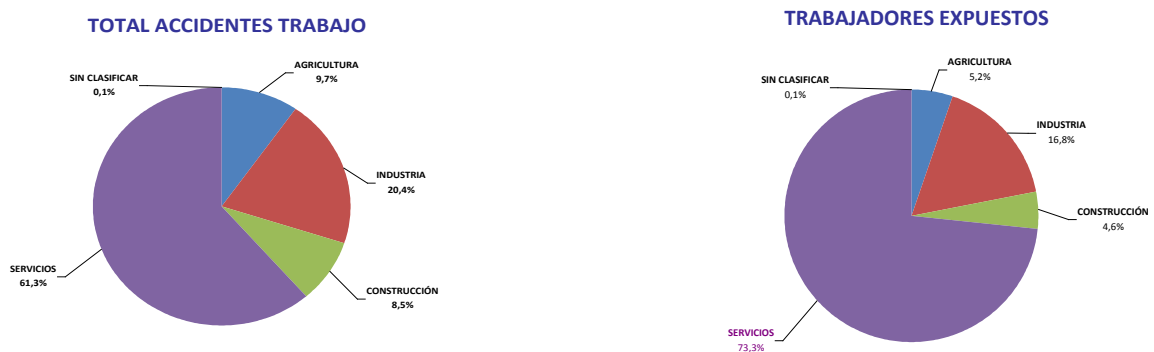 TOTAL ACCIDENTES TRABAJO
AGRICULTURA
9,7%
SIN CLASIFICAR
0,1%
INDUSTRIA
20,4%
CONSTRUCCIÓN
8,5%
SERVICIOS
61,3%
TRABAJADORES EXPUESTOS
AGRICULTURA
5,2%
SIN CLASIFICAR
0,1%
INDUSTRIA
16,8%
CONSTRUCCIÓN
4,6%
SERVICIOS
73,3%